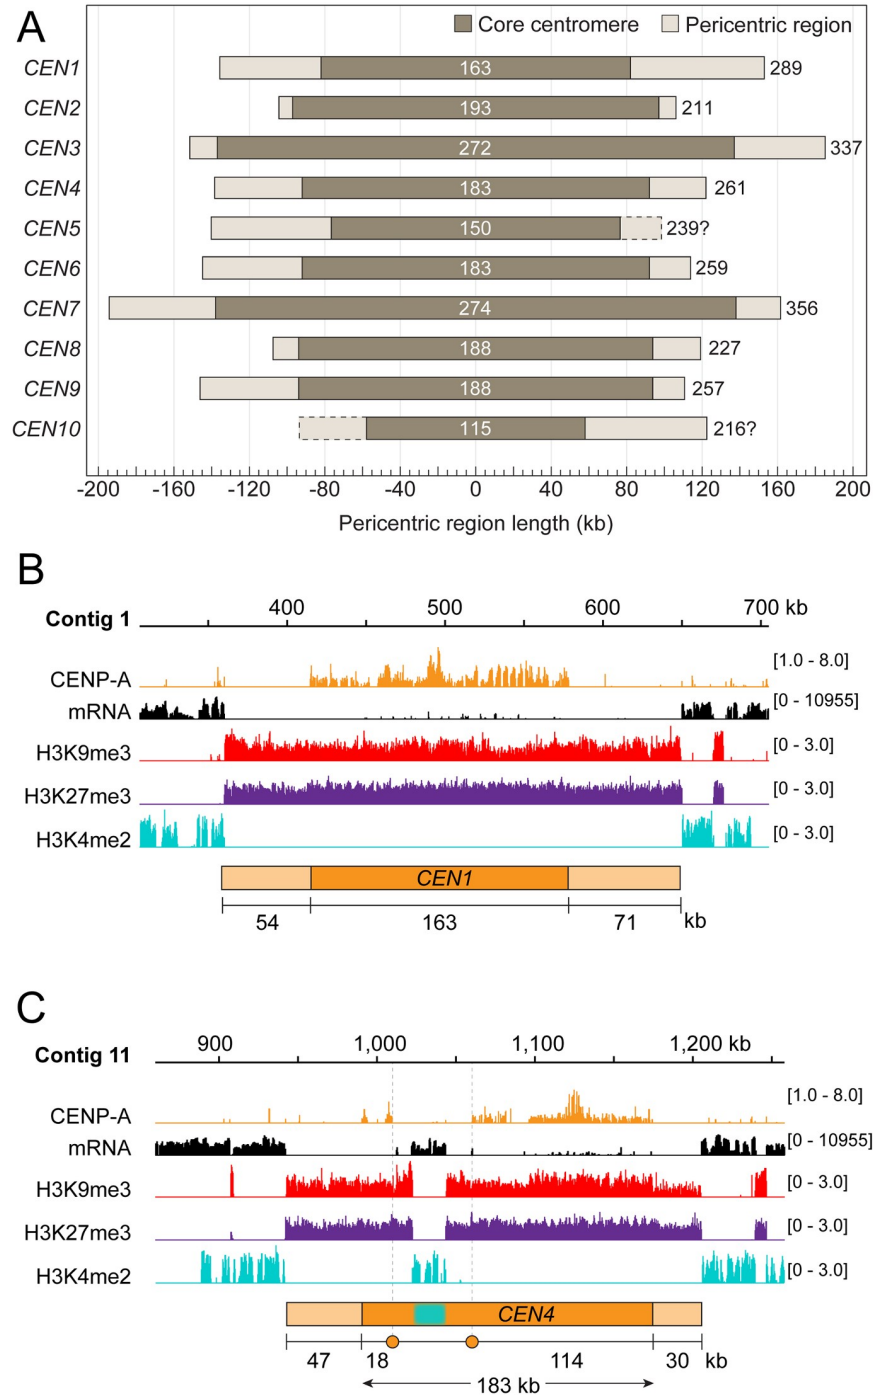 A
Core centromere Pericentric region
CEN1 163 289
CEN2 193 211
CEN3 272 337
CEN4 183 261
CEN5 150 239?
CEN6 183 259
CEN7 274 356
CEN8 188 227
CEN9 188 257
CEN10 115 216?
-200 -160 -120 -80 -40 0 40 80 120 160 200
Pericentric region length (kb)
B
Contig 1 400 500 600 700 kb
CENP-A [1.0 - 8.0]
mRNA [0 - 10955]
H3K9me3 [0 - 3.0]
H3K27me3 [0 - 3.0]
H3K4me2 [0 - 3.0]
CEN1
54 163 71 kb
C
Contig 11 900 1,000 1,100 1,200 kb
CENP-A [1.0 - 8.0]
mRNA [0 - 10955]
H3K9me3 [0 - 3.0]
H3K27me3 [0 - 3.0]
H3K4me2 [0 - 3.0]
CEN4
47 18 114 30 kb
183 kb